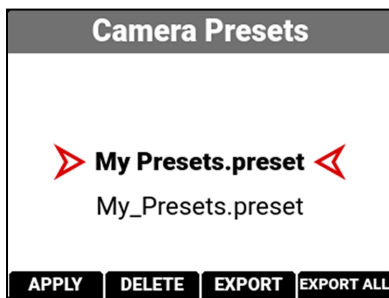 Camera Presets
My Presets.preset
My_Presets.preset
APPLY DELETE EXPORT EXPORT ALL